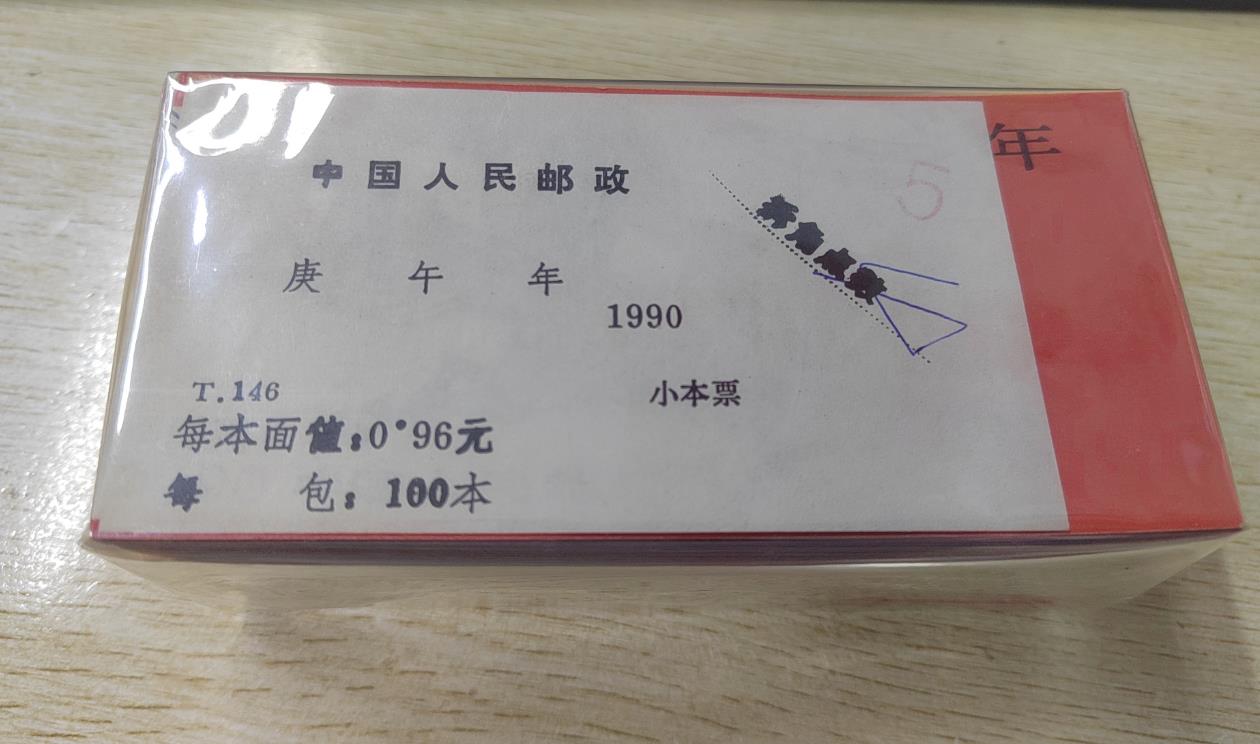 中国人民邮政
年
5
庚午年
1990
T.146
小本票
每本面值:0.96元
每包:100本